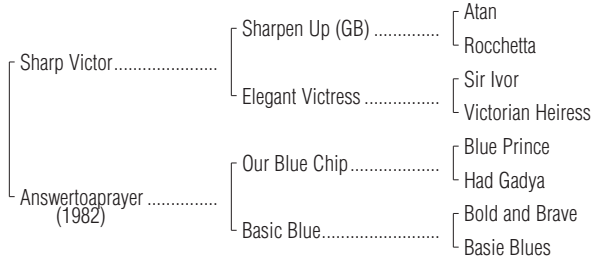 Atan
Sharpen Up (GB) ..............
Rocchetta
Sharp Victor......................
Sir Ivor
Elegant Victress ................
Victorian Heiress
Blue Prince
Our Blue Chip...................
Had Gadya
Answertoaprayer ...............
(1982)
Bold and Brave
Basic Blue.........................
Basie Blues